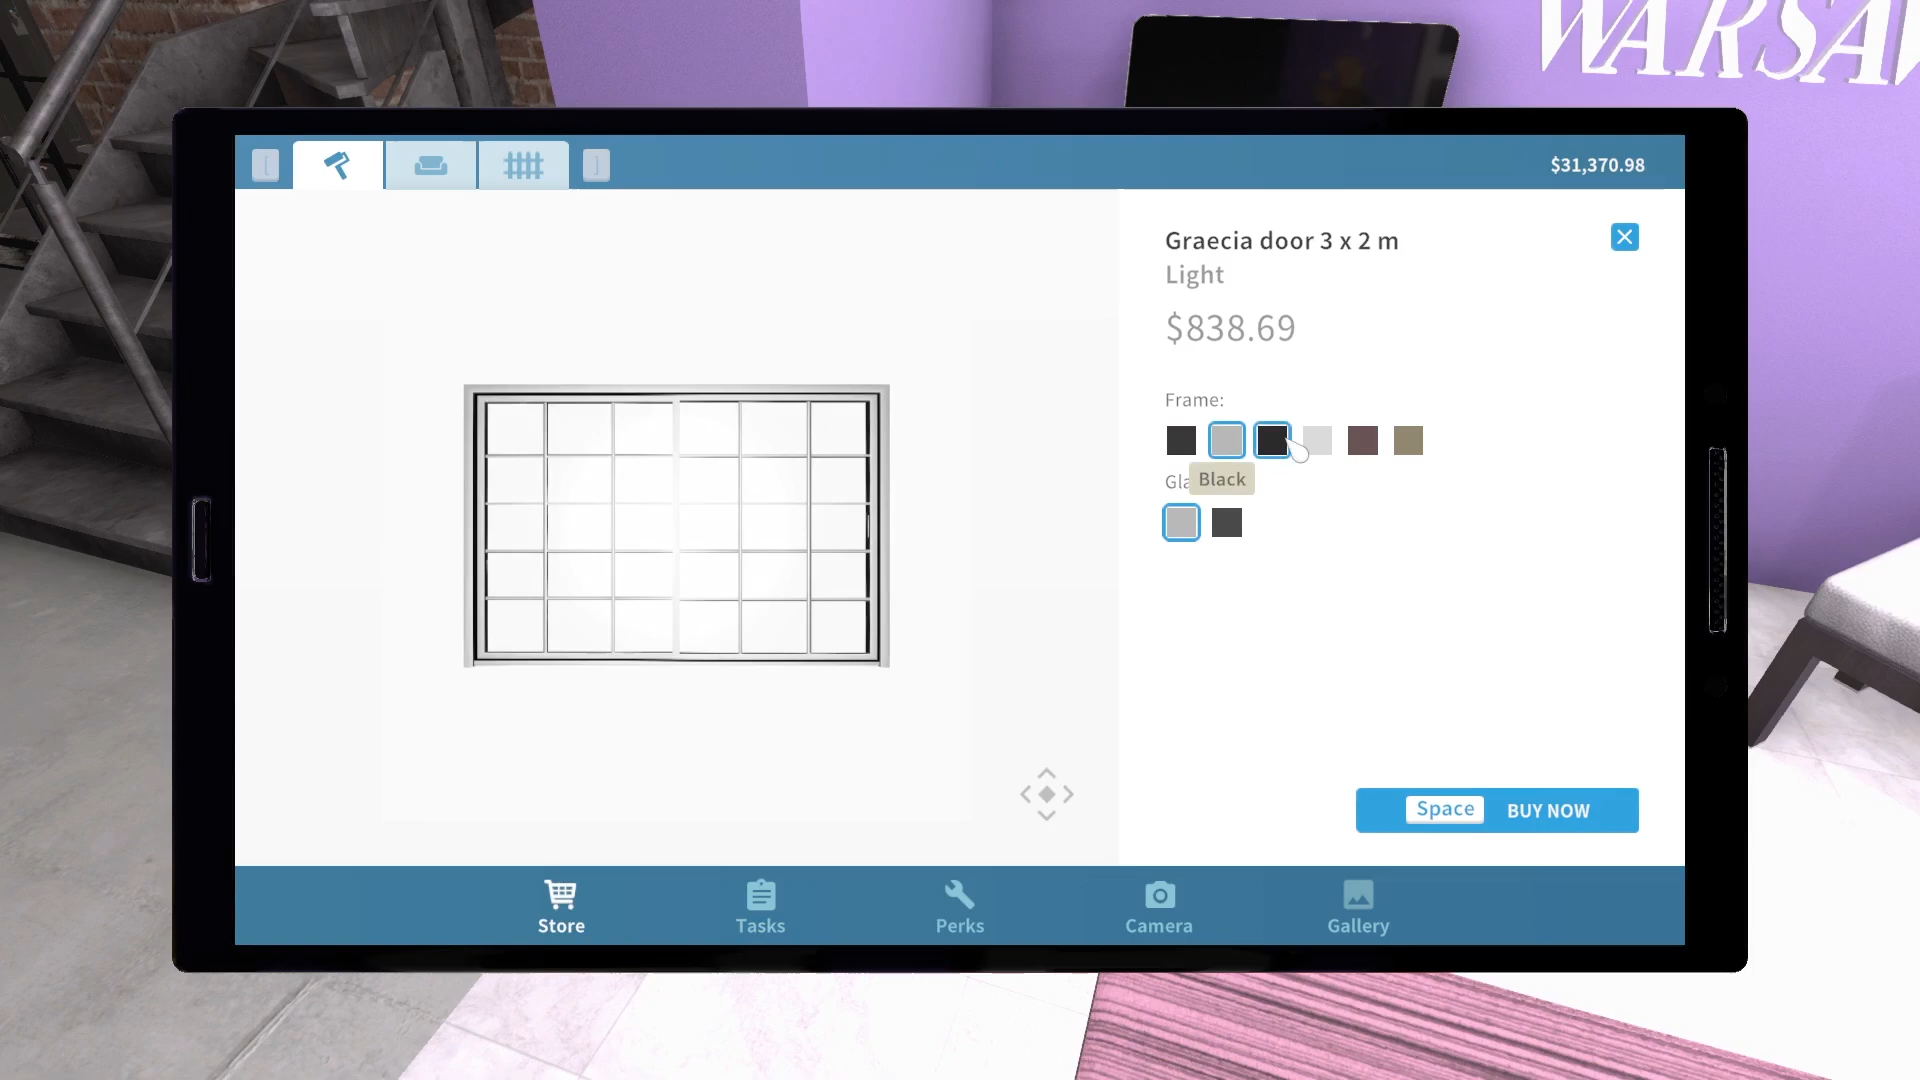 WARSAW
[
]
$31,370.98
Graecia door 3 x 2 m
Light
$838.69
Frame:
Black
Gla
Space BUY NOW
Store
Tasks
Perks
Camera
Gallery